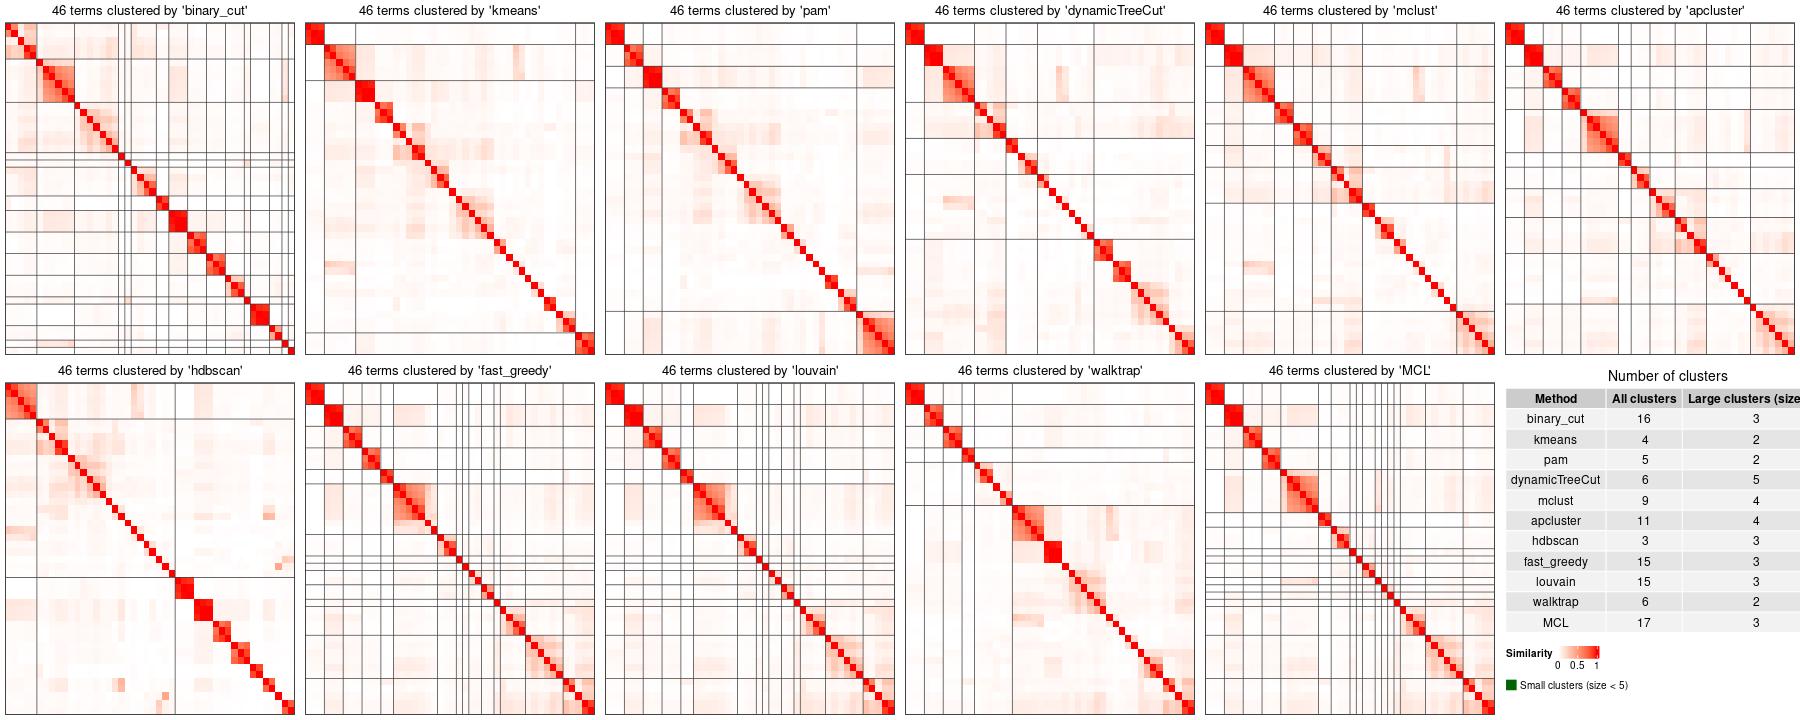 46 terms clustered by 'binary_cut'
46 terms clustered by 'kmeans'
46 terms clustered by 'pam'
46 terms clustered by 'dynamicTreeCut'
46 terms clustered by 'mclust'
46 terms clustered by 'apcluster'
46 terms clustered by 'hdbscan'
46 terms clustered by 'fast_greedy'
46 terms clustered by 'louvain'
46 terms clustered by 'walktrap'
46 terms clustered by 'MCL'
Number of clusters
Method All clusters Large clusters (size
binary_cut 16 3
kmeans 4 2
pam 5 2
dynamicTreeCut 6 5
mclust 9 4
apcluster 11 4
hdbscan 3 3
fast_greedy 15 3
louvain 15 3
walktrap 6 2
MCL 17 3
Similarity
0 0.5 1
Small clusters (size < 5)